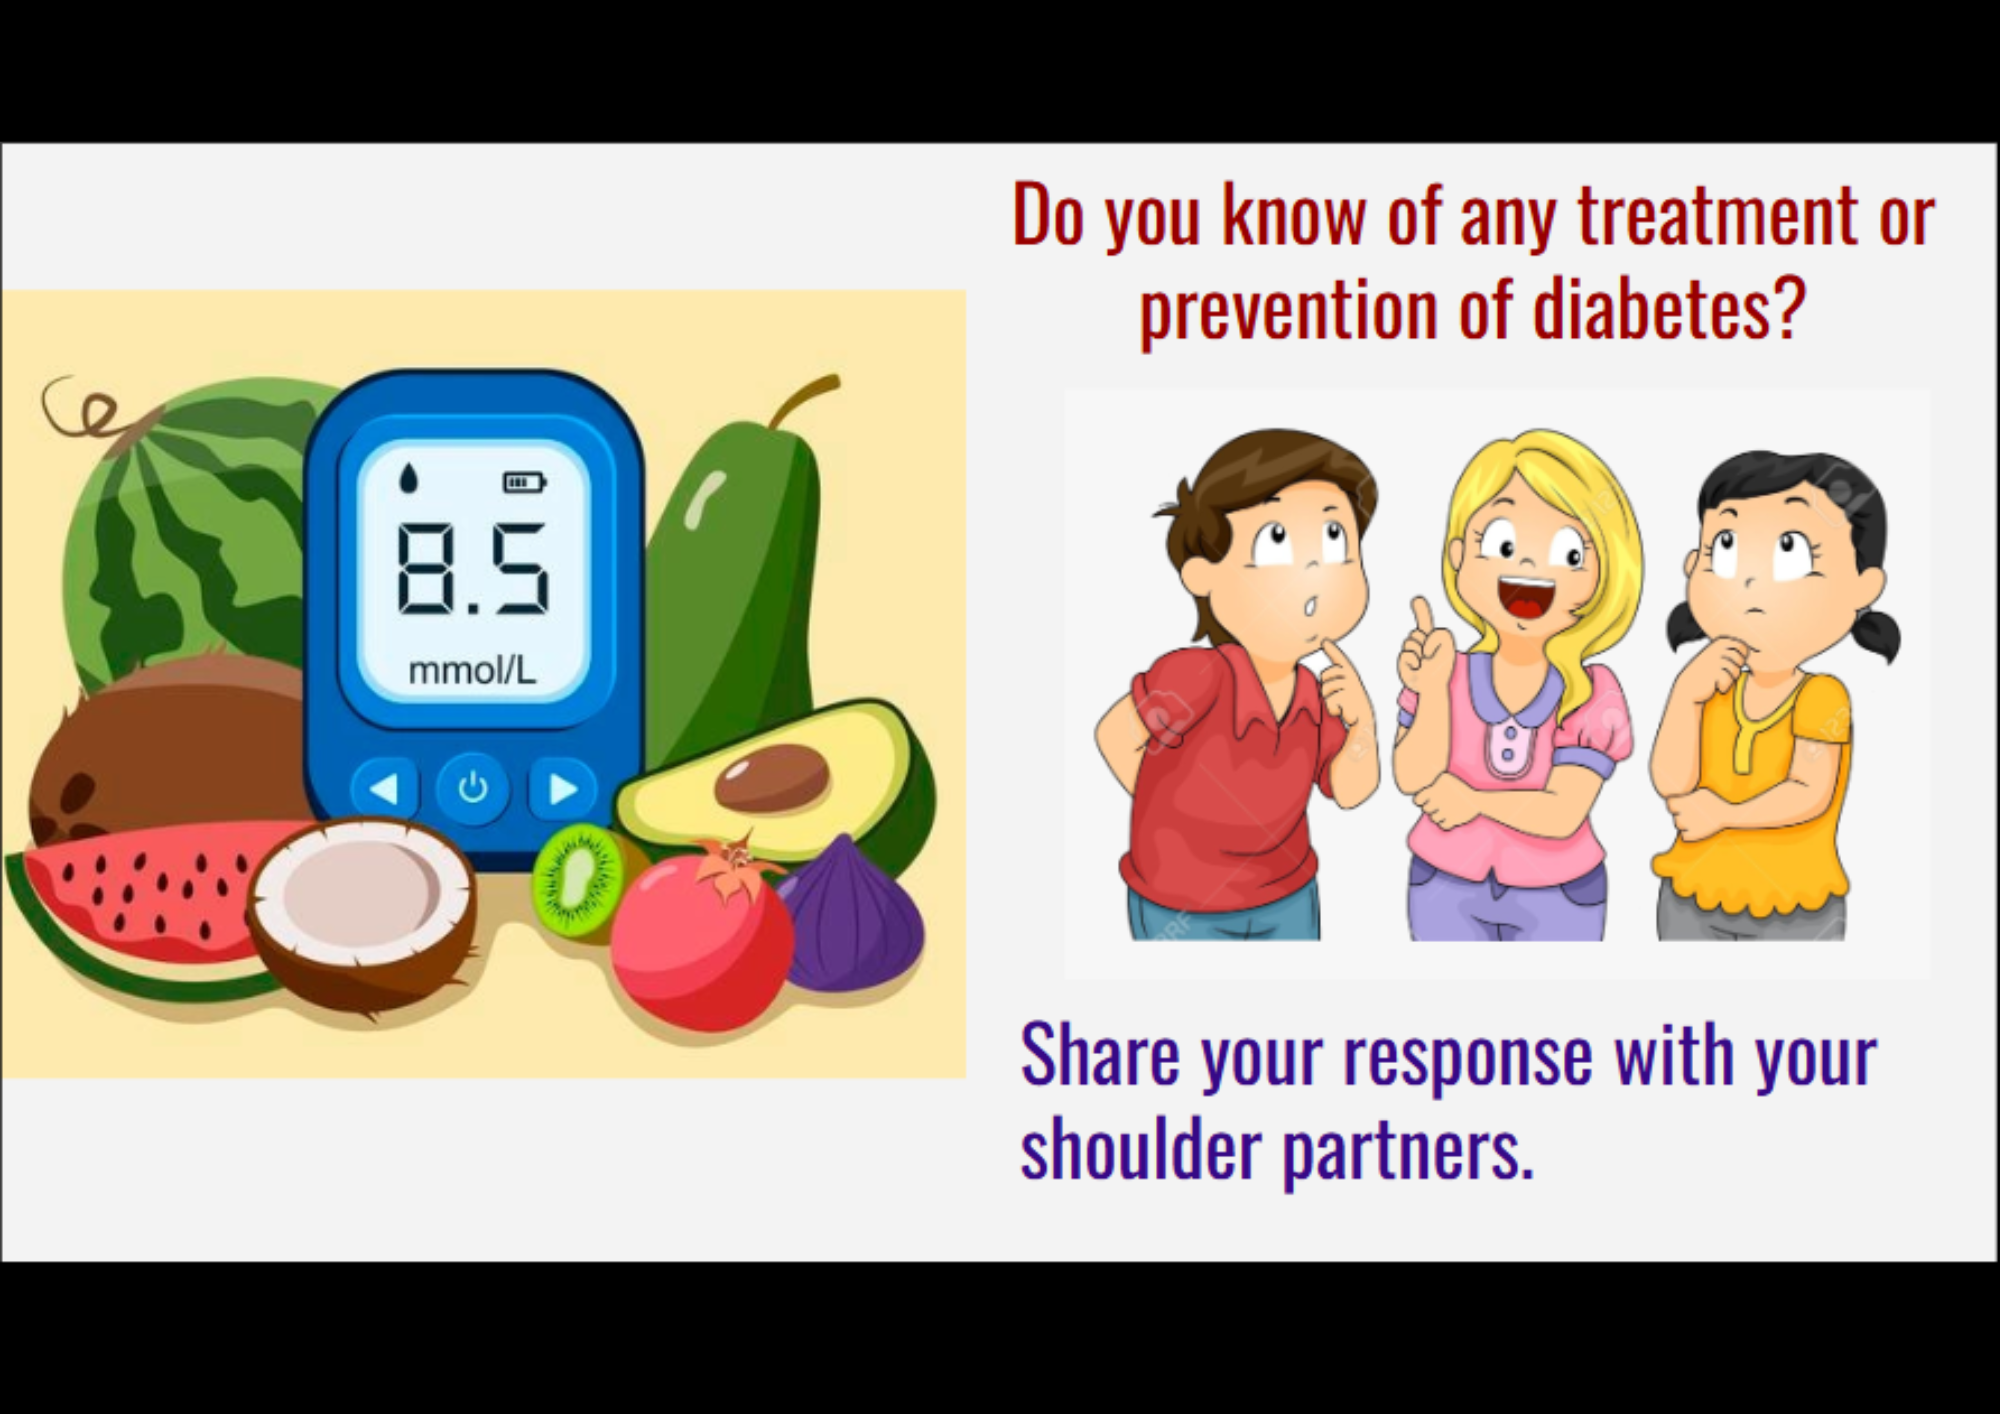 Do you know of any treatment or
prevention of diabetes?
8.5
mmol/L
Share your response with your
shoulder partners.